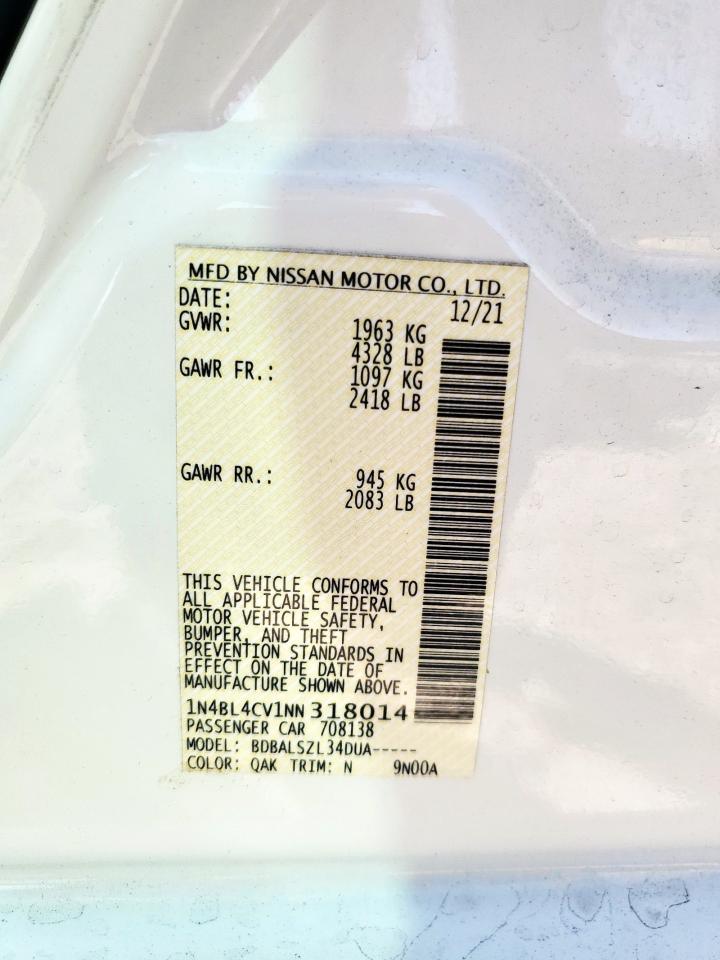 MFD BY NISSAN MOTOR CO., LTD.
DATE: 12/21
GVWR: 1963 KG
4328 LB
GAWR FR.: 1097 KG
2418 LB
GAWR RR.: 945 KG
2083 LB
THIS VEHICLE CONFORMS TO
ALL APPLICABLE FEDERAL
MOTOR VEHICLE SAFETY,
BUMPER, AND THEFT
PREVENTION STANDARDS IN
EFFECT ON THE DATE OF
MANUFACTURE SHOWN ABOVE.
1N4BL4CV1NN 318014
PASSENGER CAR 708138
MODEL: BDBALSZL34DUA-----
COLOR: QAK TRIM: N 9N00A